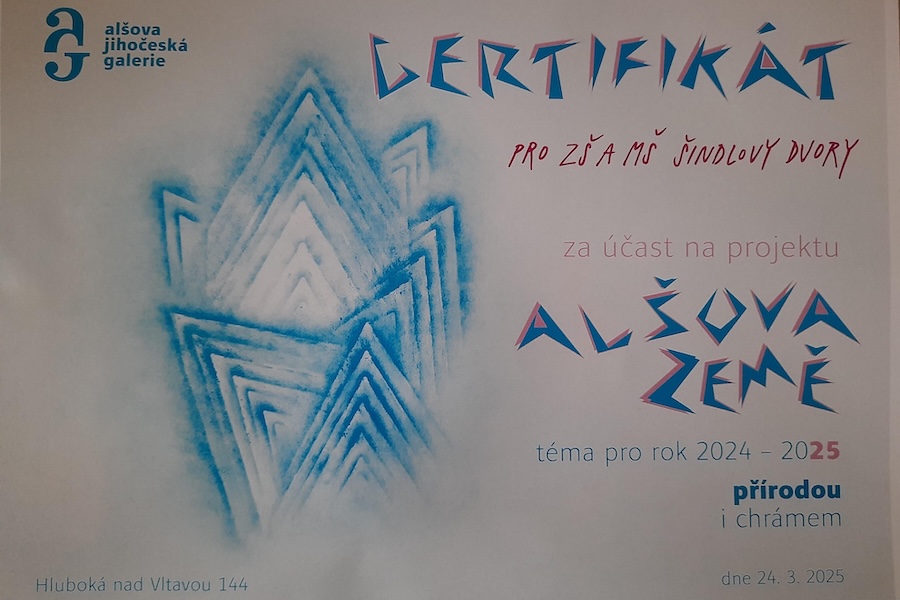 alšova
jihočeská
galerie
CERTIFIKÁT
PRO ZŠ A MŠ ŠINDLOVY DVORY
za účast na projektu
ALŠOVA
ZEMĚ
téma pro rok 2024 – 2025
přírodou
i chrámem
Hluboká nad Vltavou 144
dne 24. 3. 2025